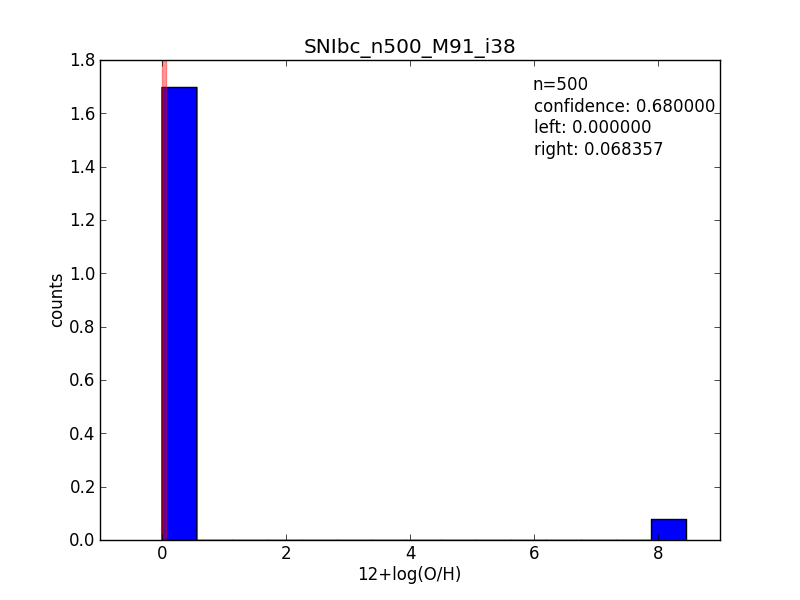 SNIbc_n500_M91_i38
n=500
confidence: 0.680000
left: 0.000000
right: 0.068357
1.8
1.6
1.4
1.2
1.0
0.8
0.6
0.4
0.2
0.0
counts
0 2 4 6 8
12+log(O/H)